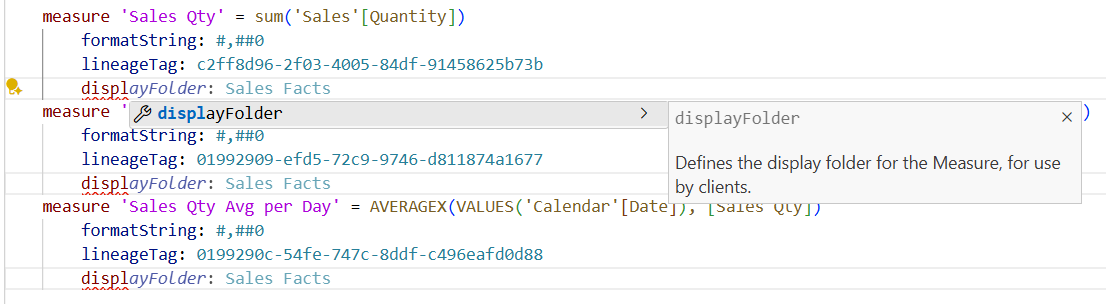 measure 'Sales Qty' = sum('Sales'[Quantity])
formatString: #,##0
lineageTag: c2ff8d96-2f03-4005-84df-91458625b73b
displayFolder: Sales Facts
measure '
)
displayFolder
displayFolder
Defines the display folder for the Measure, for use
by clients.
formatString: #,##0
lineageTag: 01992909-efd5-72c9-9746-d811874a1677
displayFolder: Sales Facts
measure 'Sales Qty Avg per Day' = AVERAGEX(VALUES('Calendar'[Date]), [Sales Qty])
formatString: #,##0
lineageTag: 0199290c-54fe-747c-8ddf-c496eafd0d88
displayFolder: Sales Facts